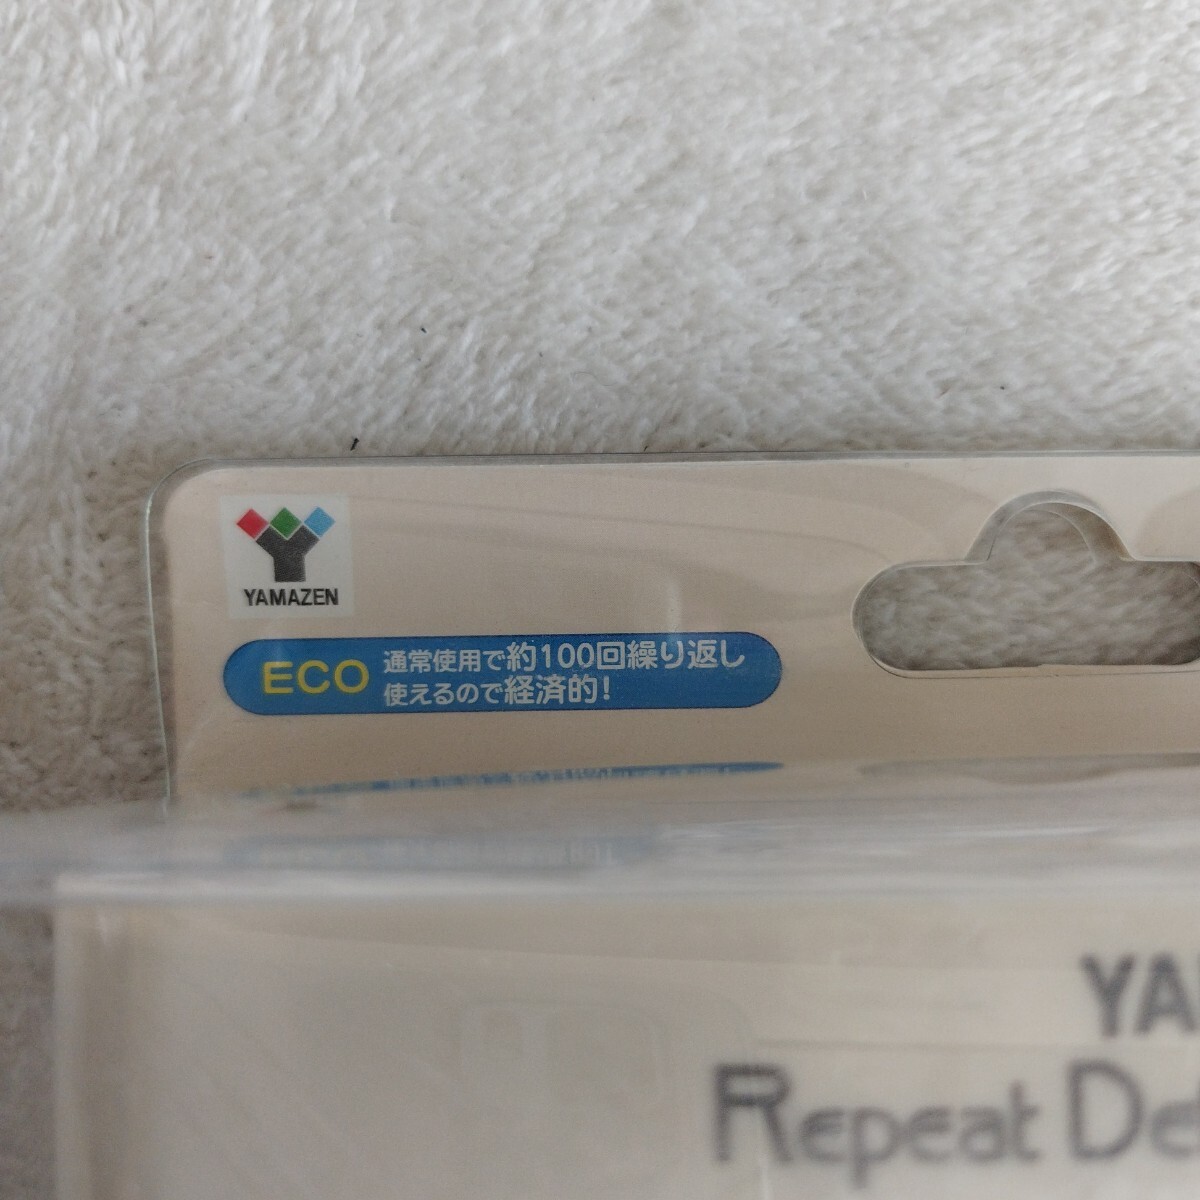 YAMAZEN
ECO
通常使用で約100回繰り返し
使えるので経済的!
YA
Repeat De